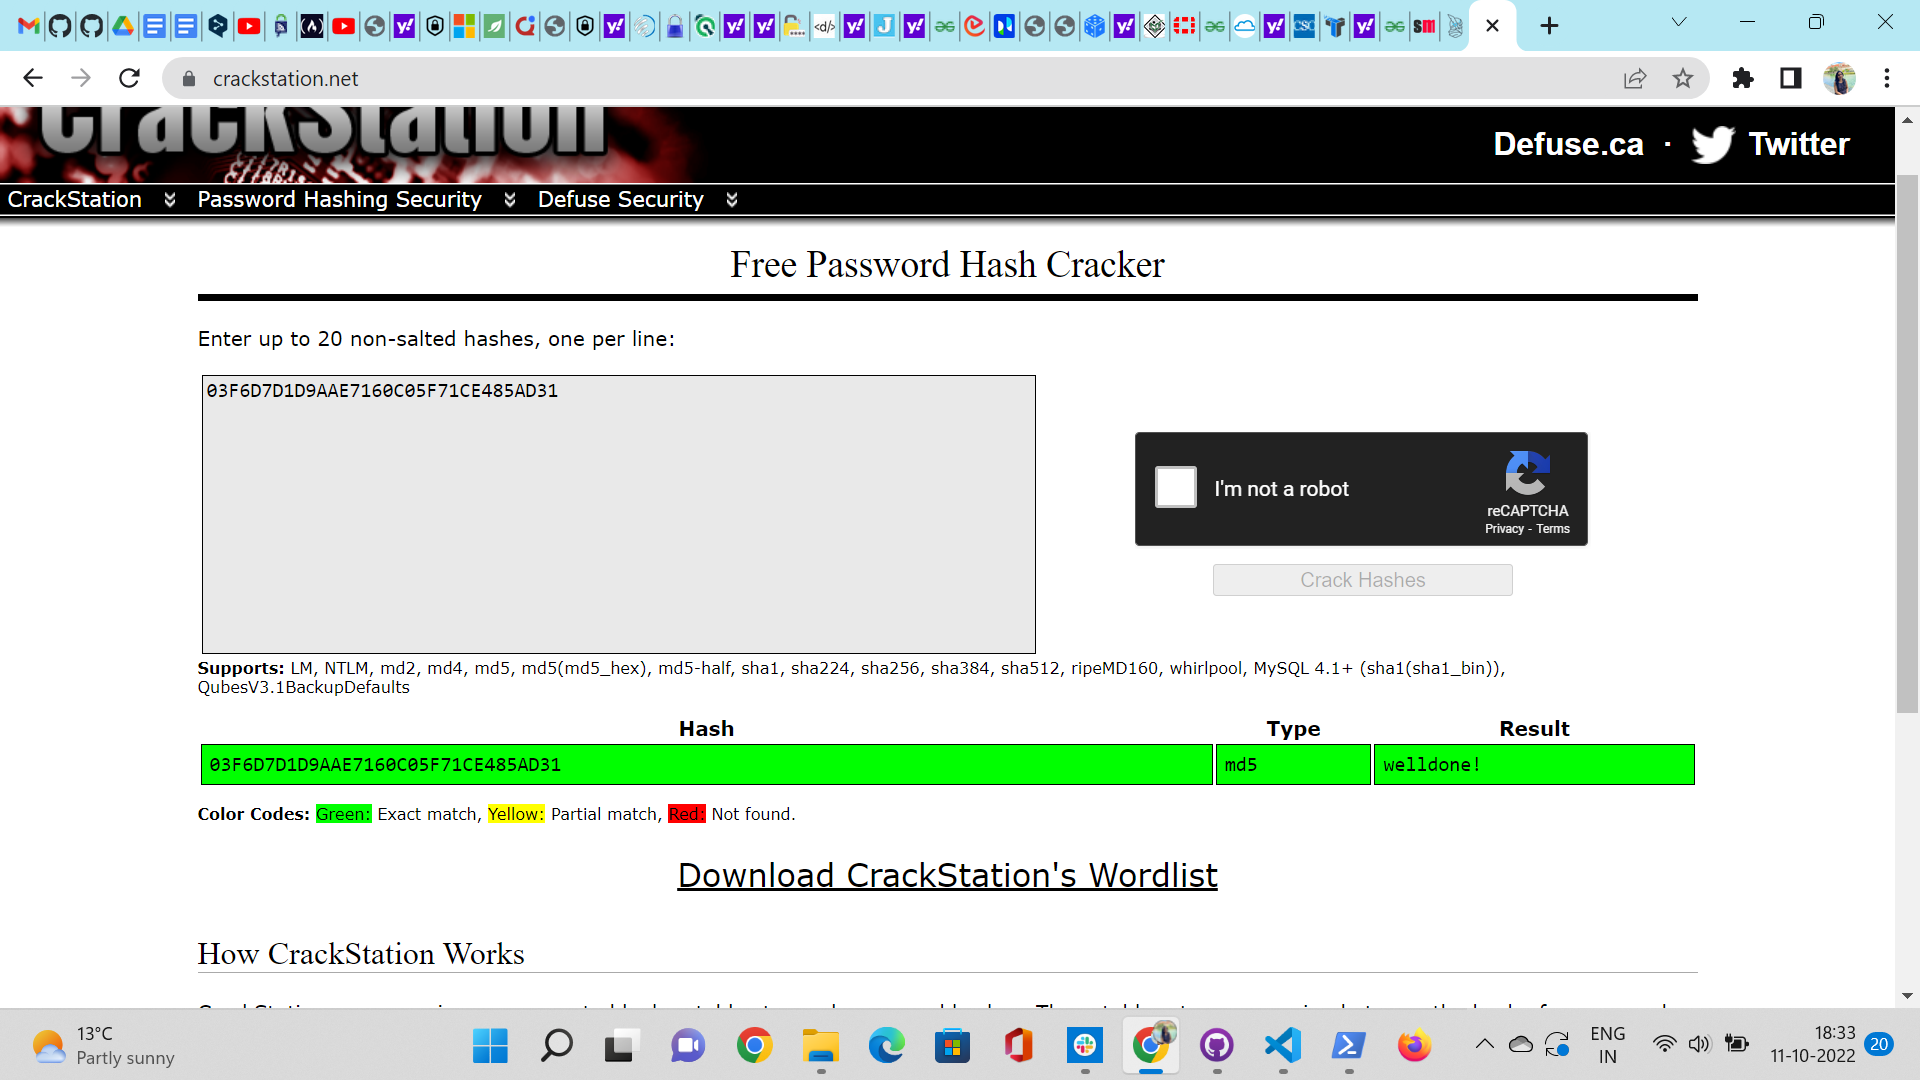 crackstation.net
CrackStation
Defuse.ca · Twitter
CrackStation Password Hashing Security Defuse Security
Free Password Hash Cracker
Enter up to 20 non-salted hashes, one per line:
03F6D7D1D9AAE7160C05F71CE485AD31
I'm not a robot
reCAPTCHA
Privacy - Terms
Crack Hashes
Supports: LM, NTLM, md2, md4, md5, md5(md5_hex), md5-half, sha1, sha224, sha256, sha384, sha512, ripeMD160, whirlpool, MySQL 4.1+ (sha1(sha1_bin)),
QubesV3.1BackupDefaults
Hash Type Result
03F6D7D1D9AAE7160C05F71CE485AD31 md5 welldone!
Color Codes: Green: Exact match, Yellow: Partial match, Red: Not found.
Download CrackStation's Wordlist
How CrackStation Works
13°C
Partly sunny
ENG
IN
18:33
11-10-2022
20